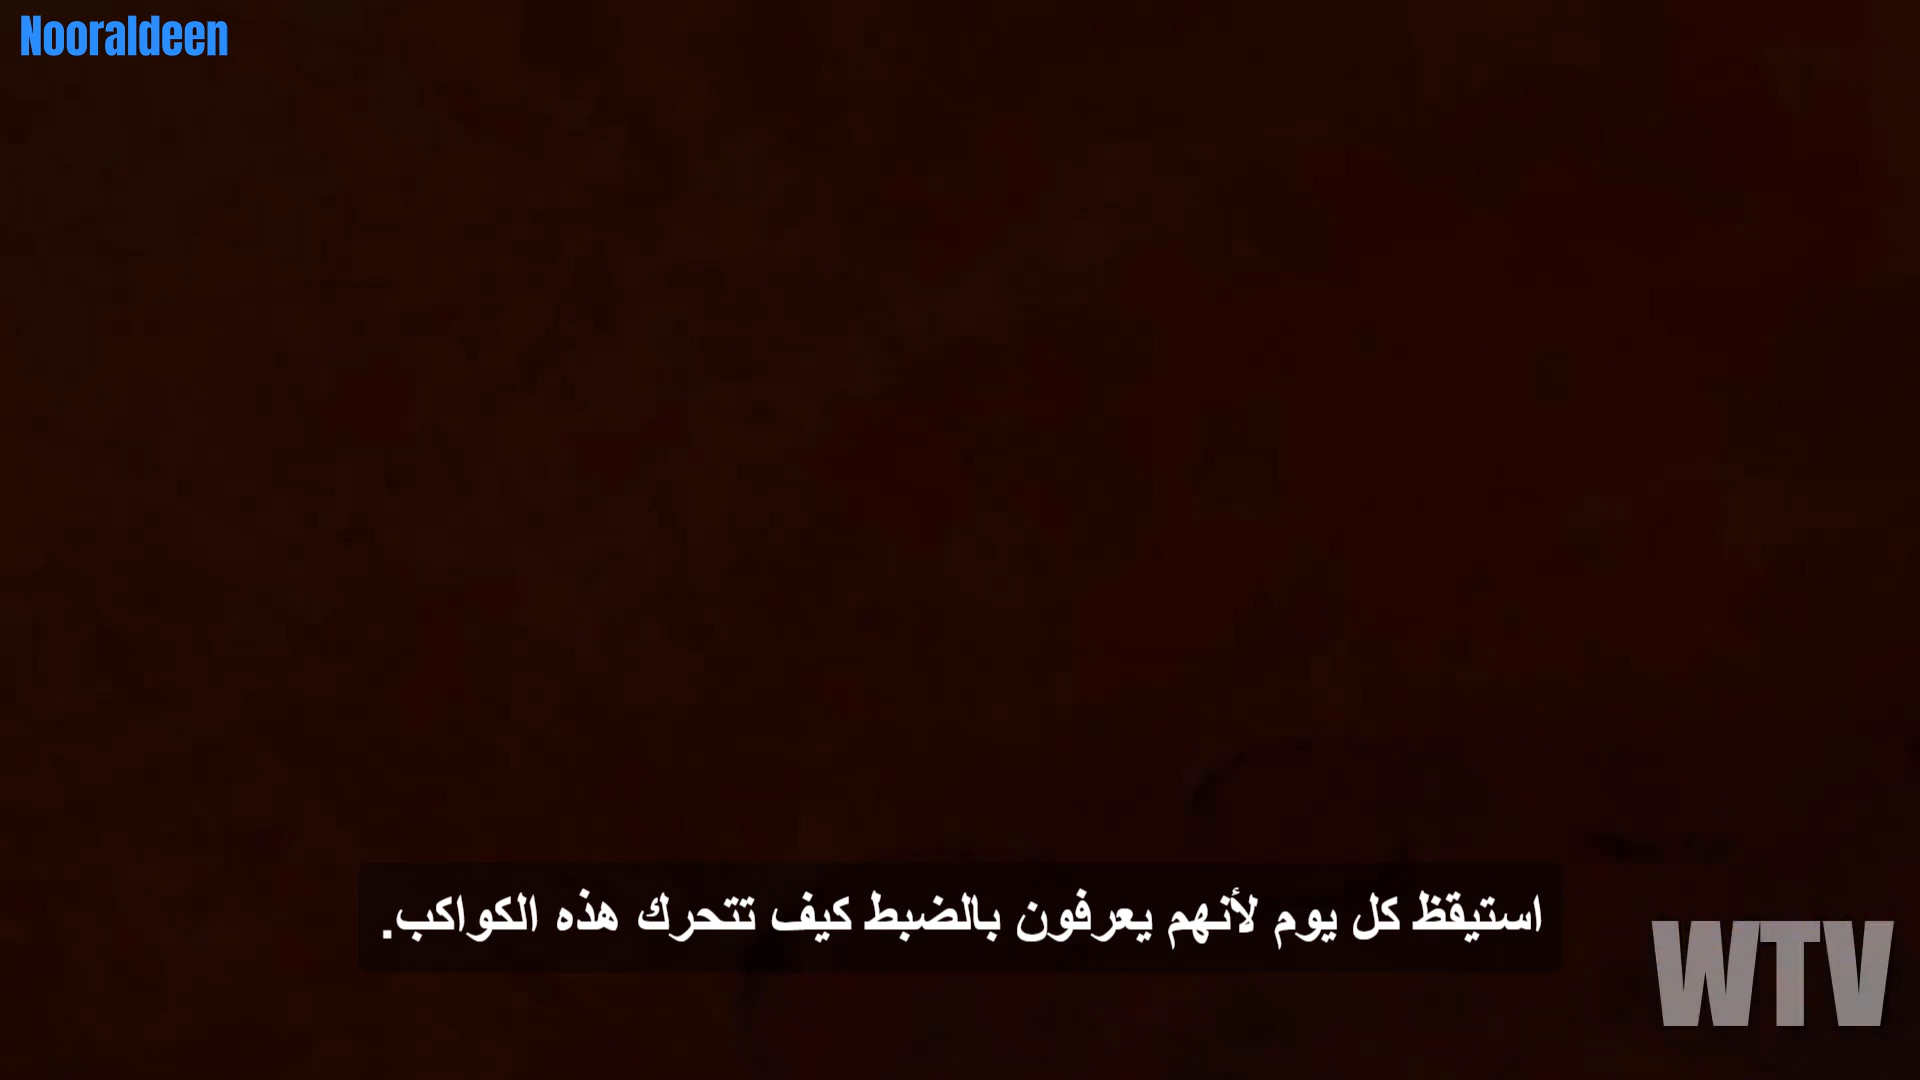 Nooraldeen
استيقظ كل يوم لأنهم يعرفون بالضبط كيف تتحرك هذه الكواكب.
WTV